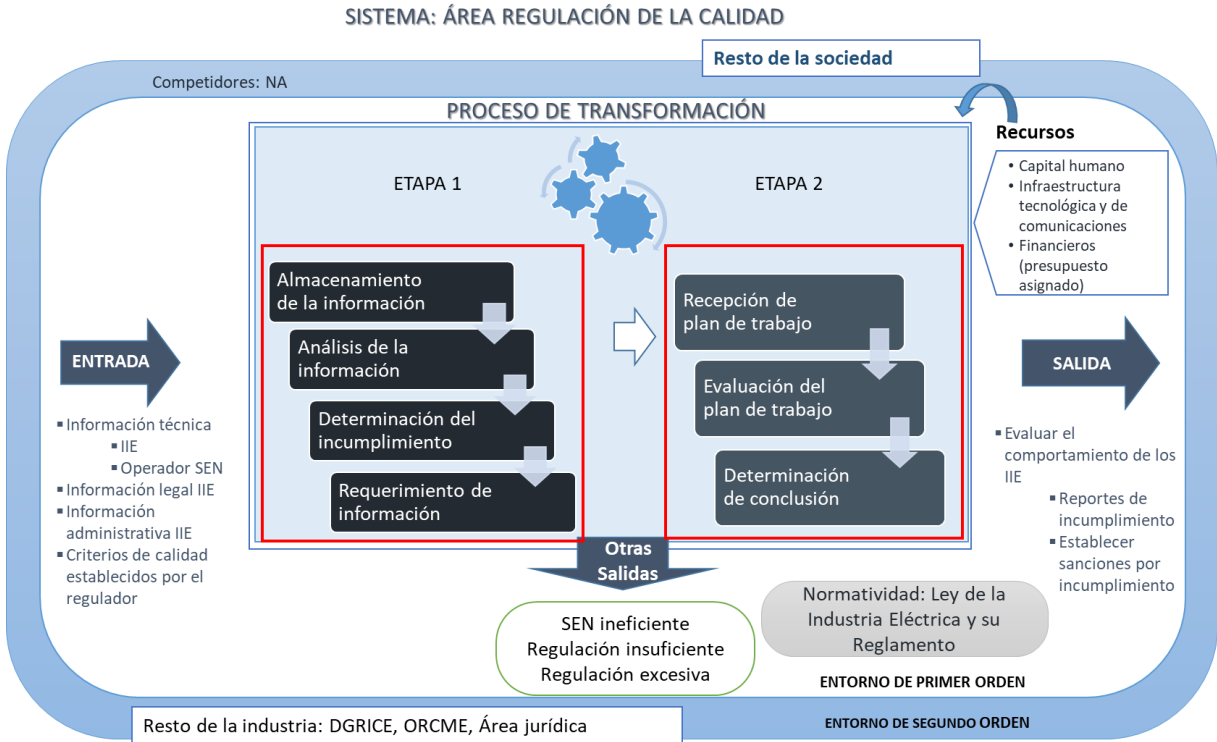 SISTEMA: ÁREA REGULACIÓN DE LA CALIDAD
Resto de la sociedad
Competidores: NA
PROCESO DE TRANSFORMACIÓN
Recursos
• Capital humano
• Infraestructura
tecnológica y de
comunicaciones
• Financieros
(presupuesto
asignado)
ETAPA 1
ETAPA 2
Almacenamiento
de la información
Análisis de la
información
Determinación del
incumplimiento
Requerimiento de
información
Recepción de
plan de trabajo
Evaluación del
plan de trabajo
Determinación
de conclusión
ENTRADA
▪ Información técnica
▪ IIE
▪ Operador SEN
▪ Información legal IIE
▪ Información
administrativa IIE
▪ Criterios de calidad
establecidos por el
regulador
SALIDA
▪ Evaluar el
comportamiento de los
IIE
▪ Reportes de
incumplimiento
▪ Establecer
sanciones por
incumplimiento
Otras
Salidas
SEN ineficiente
Regulación insuficiente
Regulación excesiva
Normatividad: Ley de la
Industria Eléctrica y su
Reglamento
ENTORNO DE PRIMER ORDEN
Resto de la industria: DGRICE, ORCME, Área jurídica
ENTORNO DE SEGUNDO ORDEN